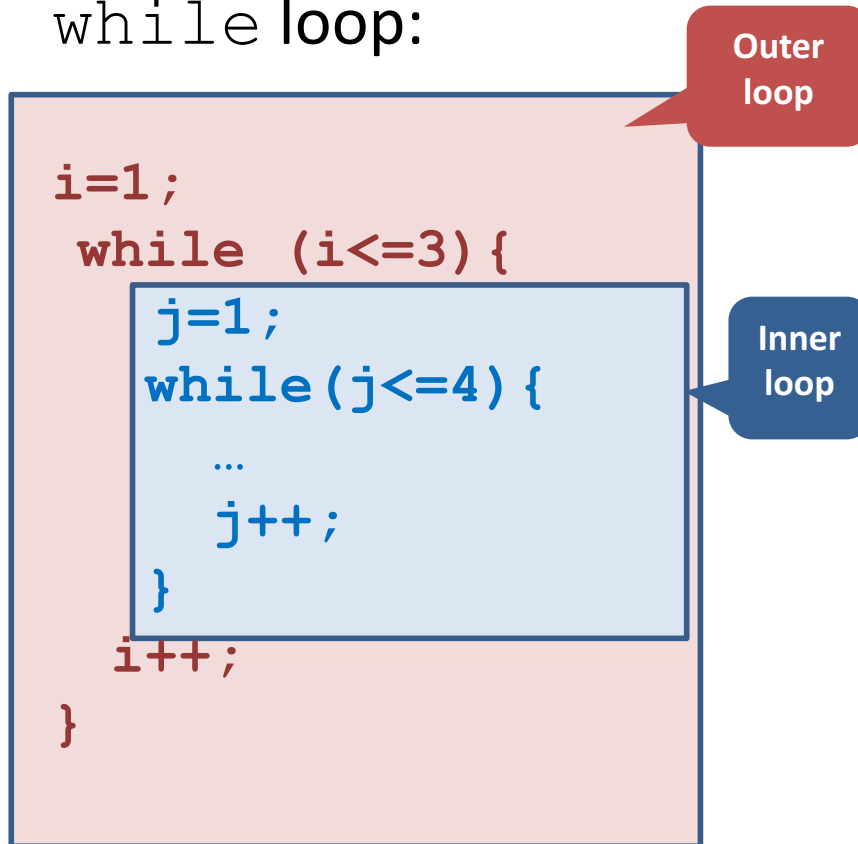 while loop:
Outer
loop
i=1;
while (i<=3){
j=1;
while(j<=4){
…
j++;
}
i++;
}
Inner
loop